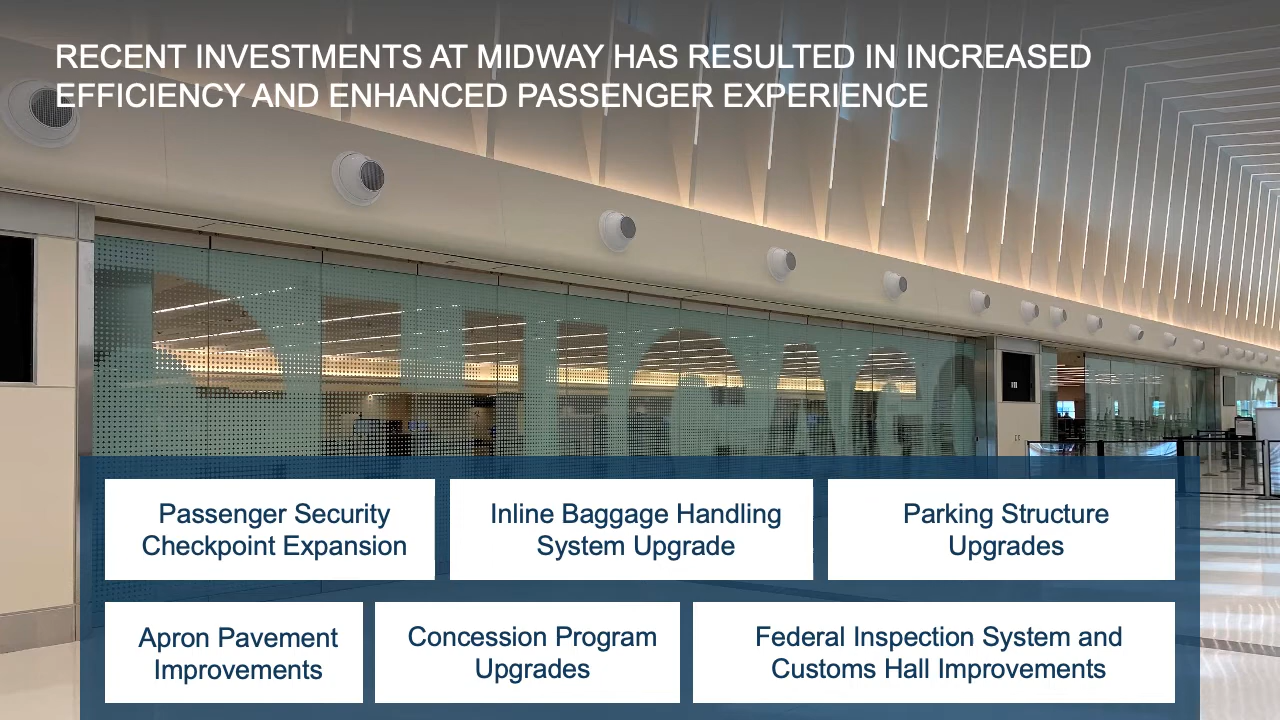 RECENT INVESTMENTS AT MIDWAY HAS RESULTED IN INCREASED
EFFICIENCY AND ENHANCED PASSENGER EXPERIENCE
CHICAGO
Passenger Security
Checkpoint Expansion
Inline Baggage Handling
System Upgrade
Parking Structure
Upgrades
Apron Pavement
Improvements
Concession Program
Upgrades
Federal Inspection System and
Customs Hall Improvements